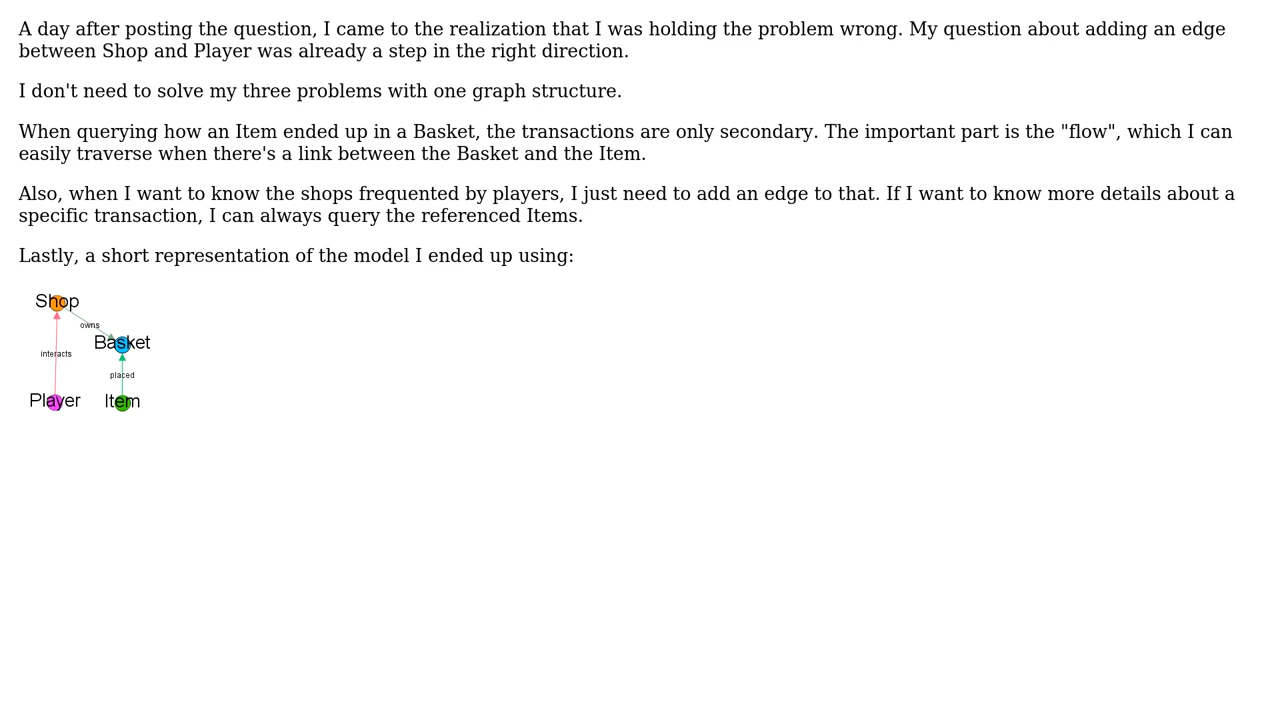 A day after posting the question, I came to the realization that I was holding the problem wrong. My question about adding an edge
between Shop and Player was already a step in the right direction.
I don't need to solve my three problems with one graph structure.
When querying how an Item ended up in a Basket, the transactions are only secondary. The important part is the "flow", which I can
easily traverse when there's a link between the Basket and the Item.
Also, when I want to know the shops frequented by players, I just need to add an edge to that. If I want to know more details about a
specific transaction, I can always query the referenced Items.
Lastly, a short representation of the model I ended up using:
Shop
owns
Basket
interacts
placed
Player
Item